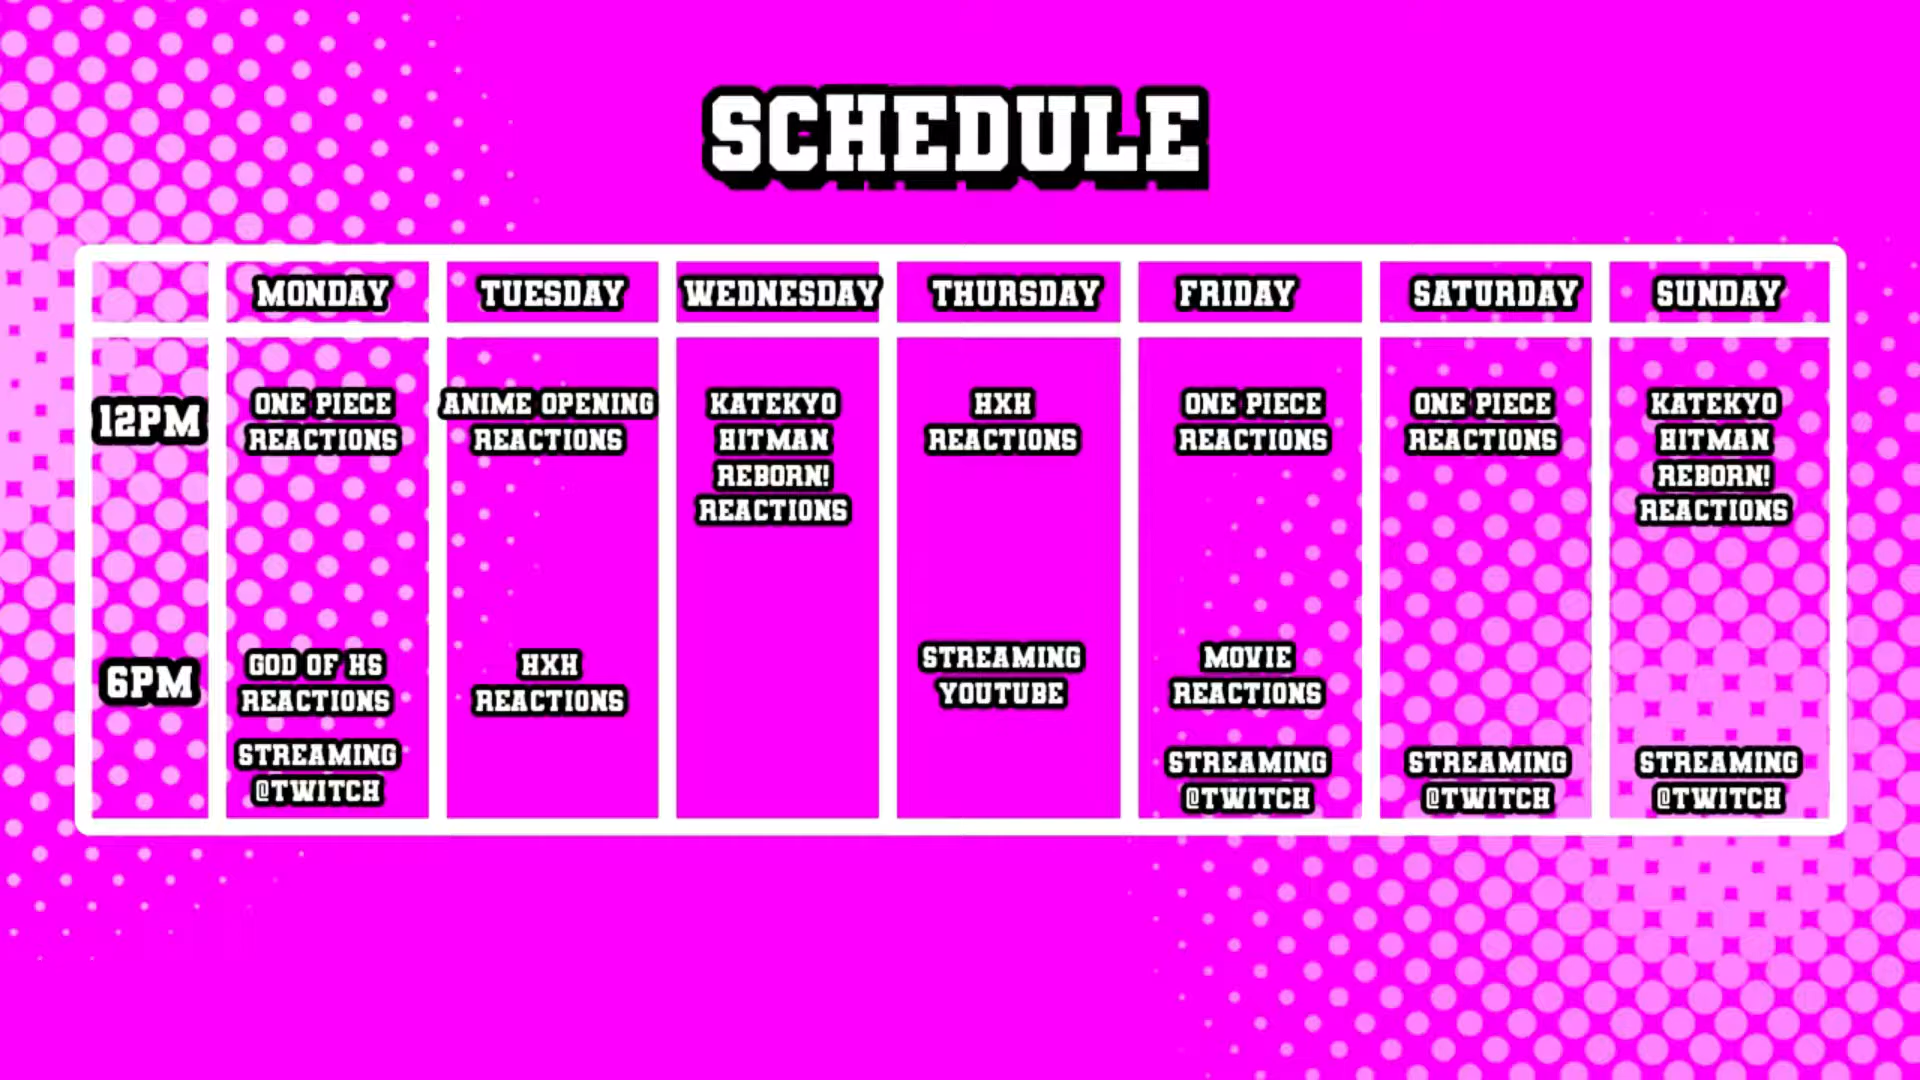 SCHEDULE
MONDAY TUESDAY WEDNESDAY THURSDAY FRIDAY SATURDAY SUNDAY
12PM
ONE PIECE
REACTIONS
ANIME OPENING
REACTIONS
KATEKYO
HITMAN
REBORN!
REACTIONS
HXH
REACTIONS
ONE PIECE
REACTIONS
ONE PIECE
REACTIONS
KATEKYO
HITMAN
REBORN!
REACTIONS
6PM
GOD OF HS
REACTIONS
STREAMING
@TWITCH
HXH
REACTIONS
STREAMING
YOUTUBE
MOVIE
REACTIONS
STREAMING
@TWITCH
STREAMING
@TWITCH
STREAMING
@TWITCH